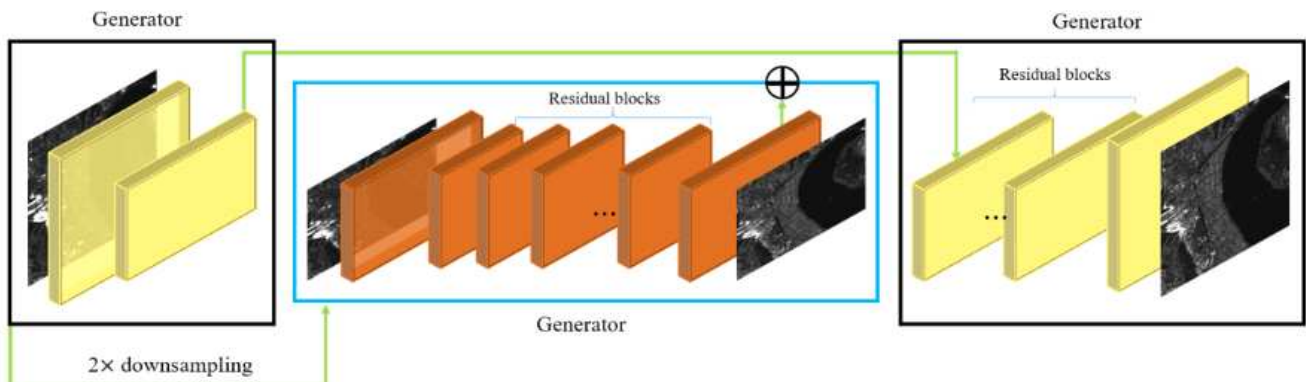 Generator
Generator
Residual blocks
Residual blocks
...
...
Generator
2× downsampling